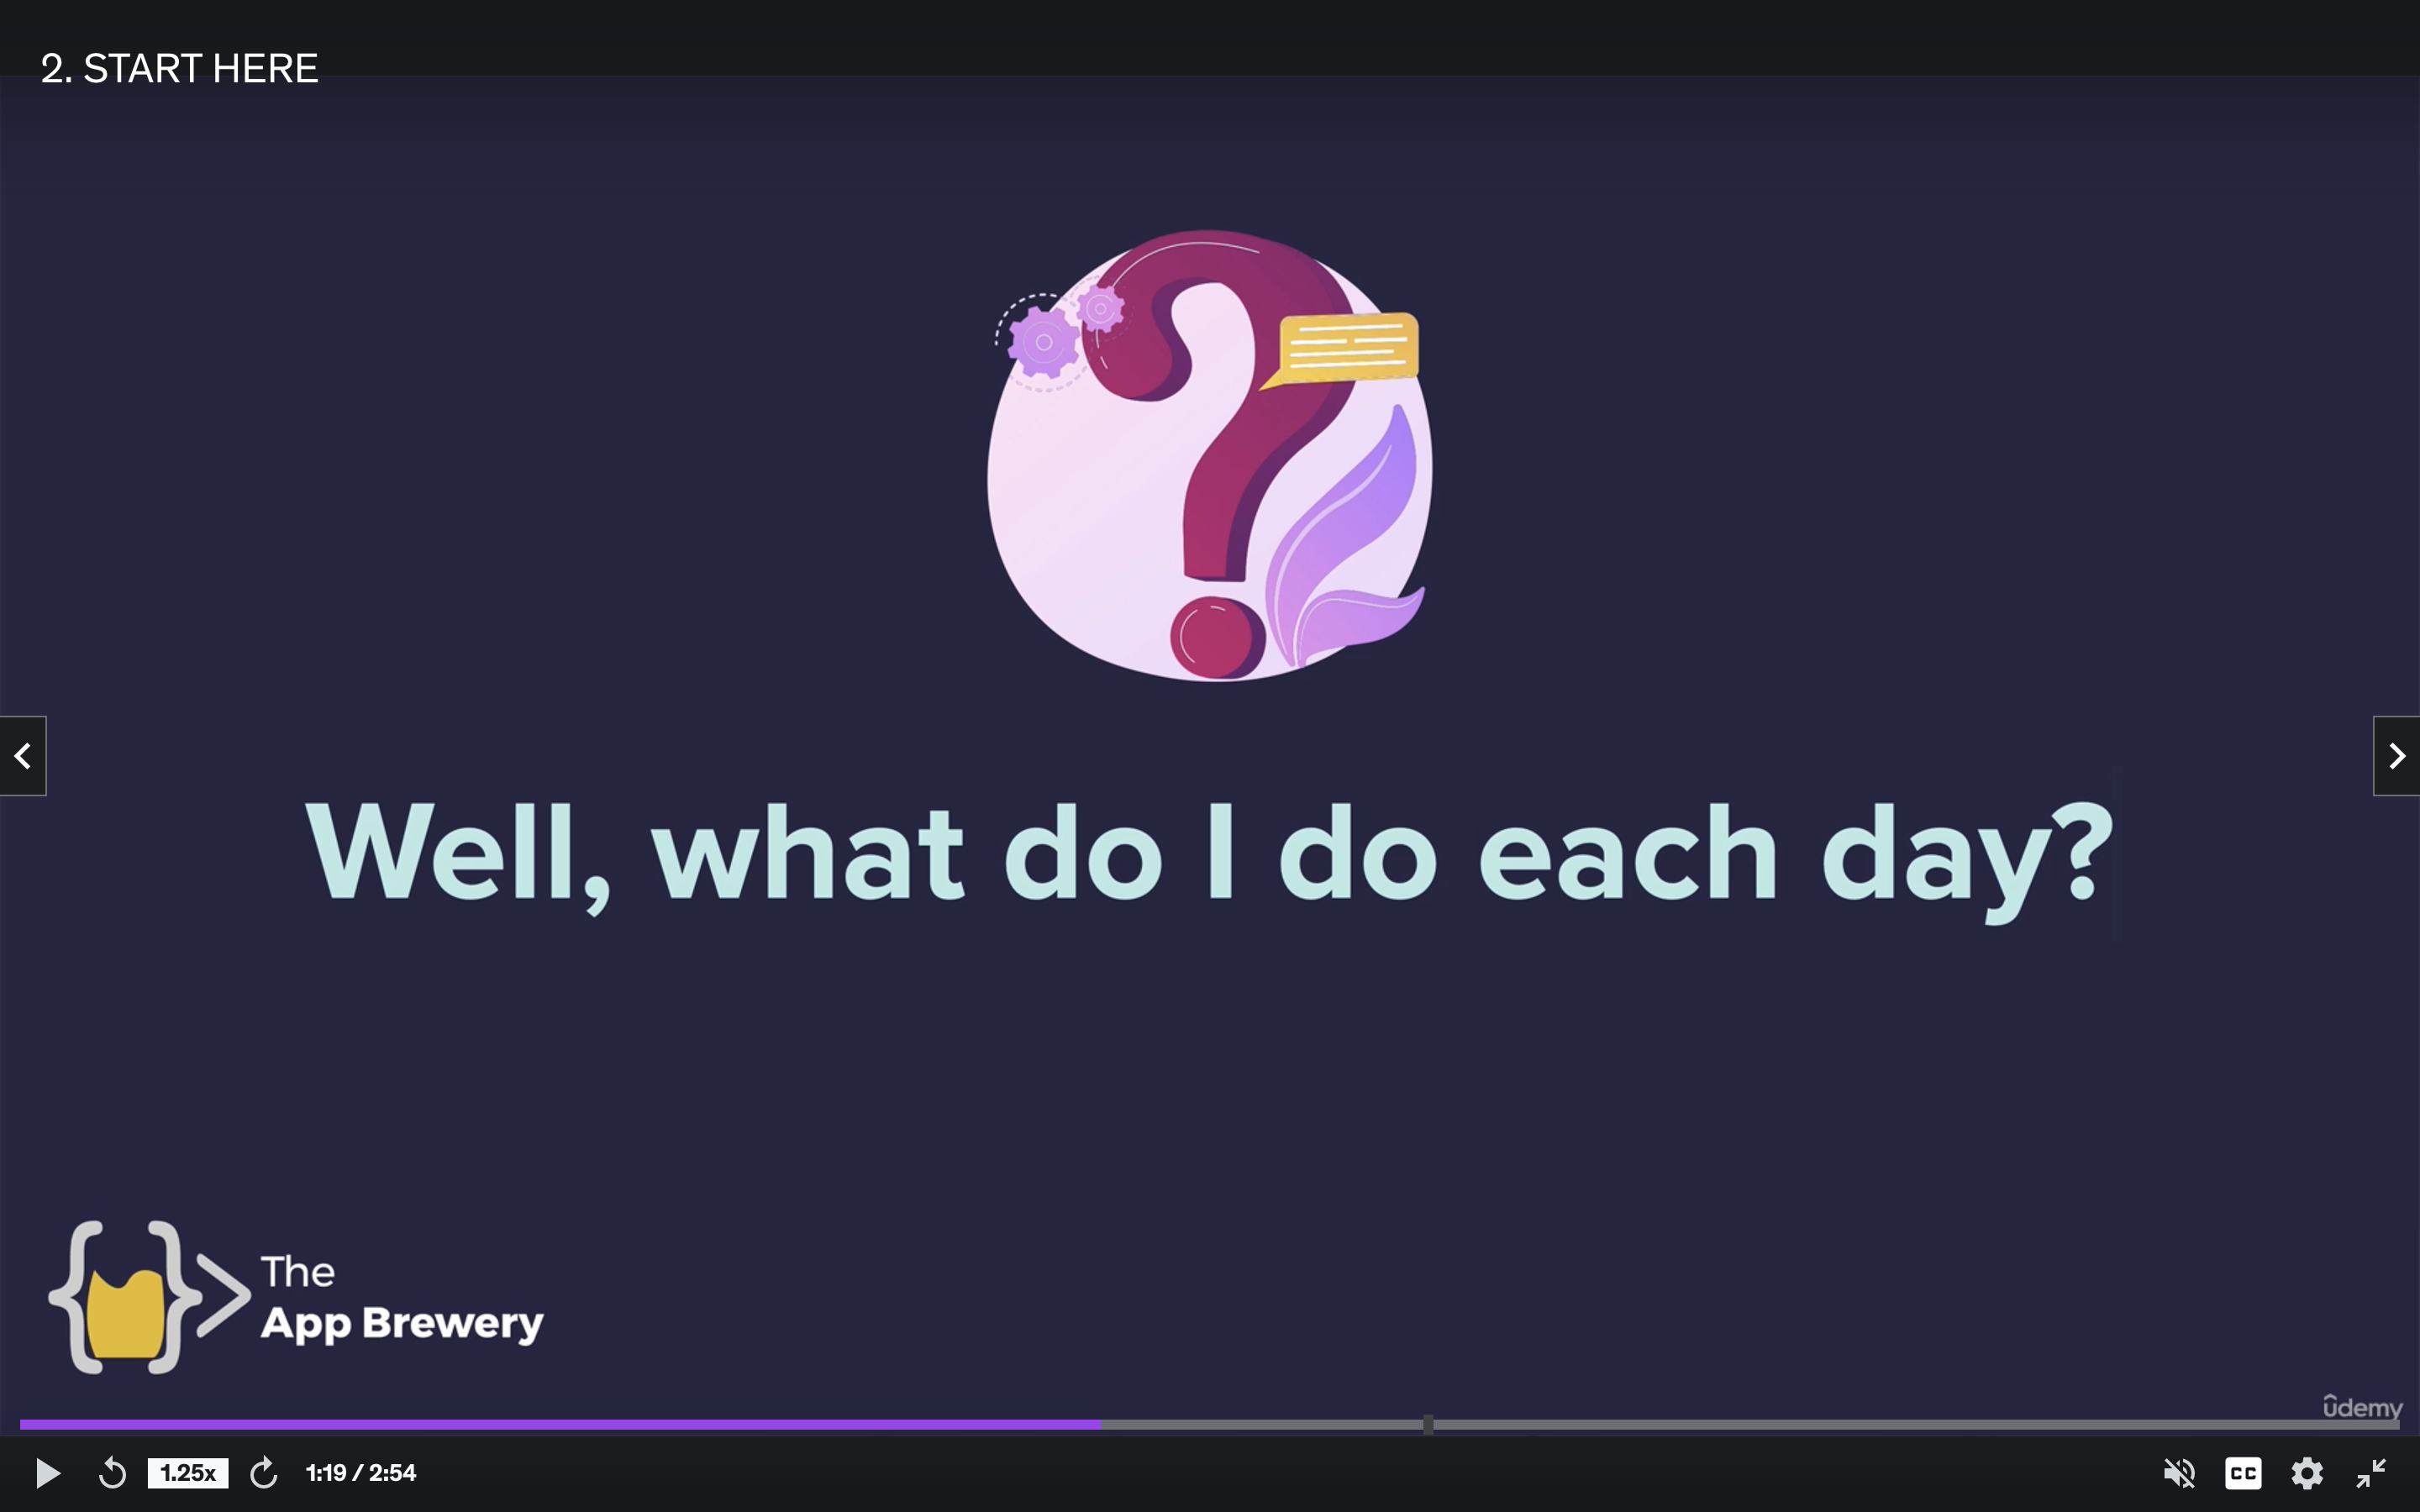 2. START HERE
Well, what do I do each day?
The
App Brewery
udemy
1.25x
1:19 / 2:54
CC